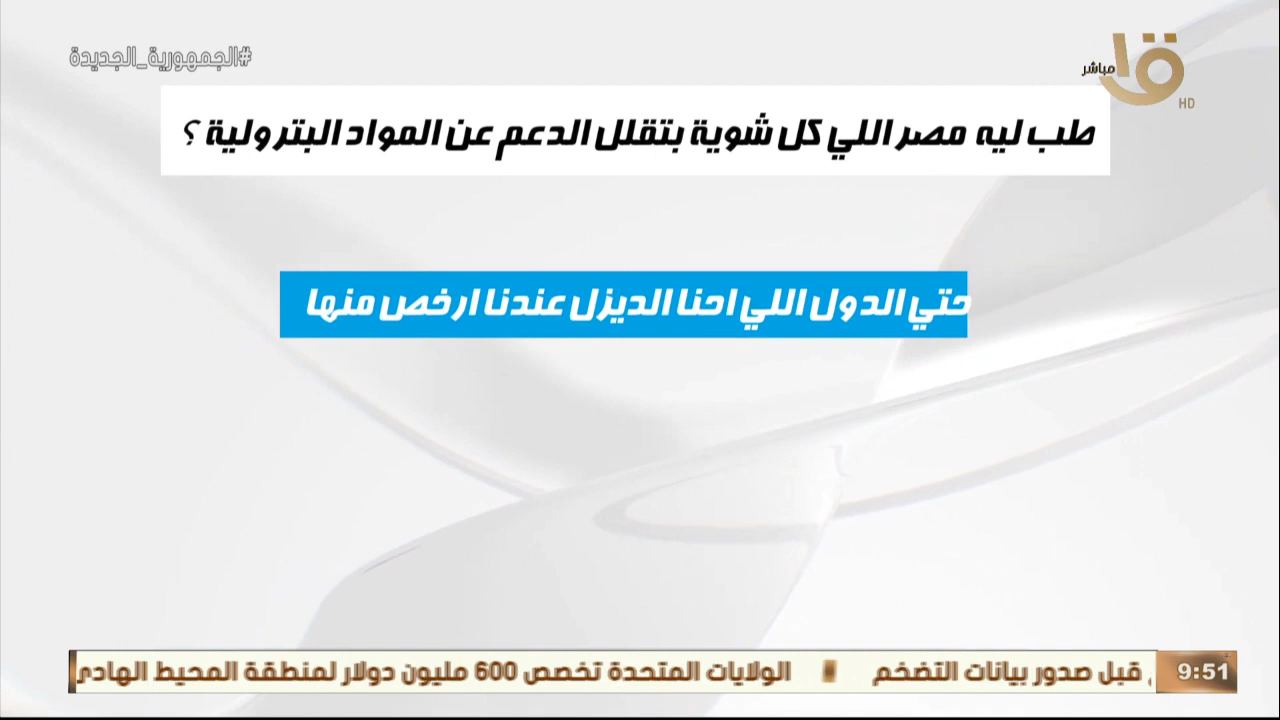 #الجمهورية_الجديدة
مباشر
HD
طب ليه مصر اللي كل شوية بتقلل الدعم عن المواد البترولية ؟
حتي الدول اللي احنا الديزل عندنا ارخص منها
9:51
قبل صدور بيانات التضخم
الولايات المتحدة تخصص 600 مليون دولار لمنطقة المحيط الهادئ